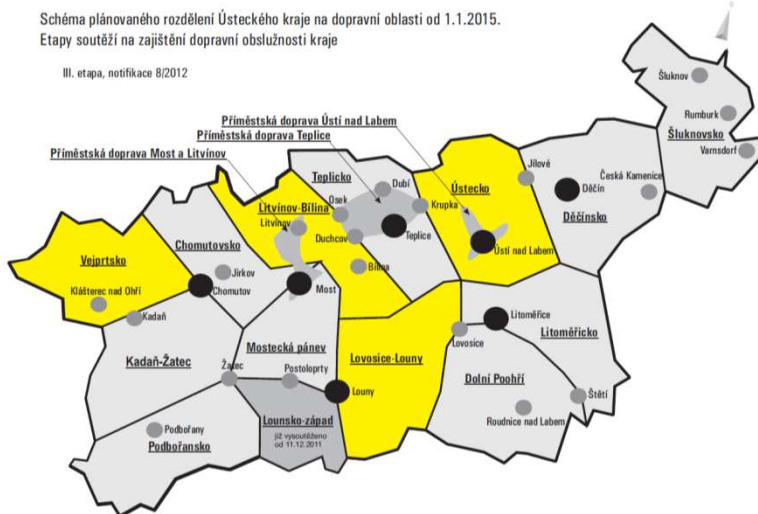 Schéma plánovaného rozdělení Ústeckého kraje na dopravní oblasti od 1.1.2015.
Etapy soutěží na zajištění dopravní obslužnosti kraje
III. etapa, notifikace 8/2012
Šluknov
Rumburk
Šluknovsko
Varnsdorf
Příměstská doprava Ústí nad Labem
Příměstská doprava Teplice
Příměstská doprava Most a Litvínov
Teplicko
Jílové
Dubí
Ústecko
Děčín
Česká Kamenice
Osek
Krupka
Litvínov-Bílina
Děčínsko
Litvínov
Teplice
Duchcov
Chomutovsko
Ústí nad Labem
Vejprtsko
Jirkov
Bílina
Klášterec nad Ohří
Chomutov
Most
Kadaň
Litoměřice
Lovosice
Litoměřicko
Mostecká pánev
Kadaň-Žatec
Lovosice-Louny
Žatec
Postoloprty
Dolní Poohří
Louny
Štětí
Lounsko-západ
Roudnice nad Labem
Podbořany
již vysoutěženo
od 11.12.2011
Podbořansko